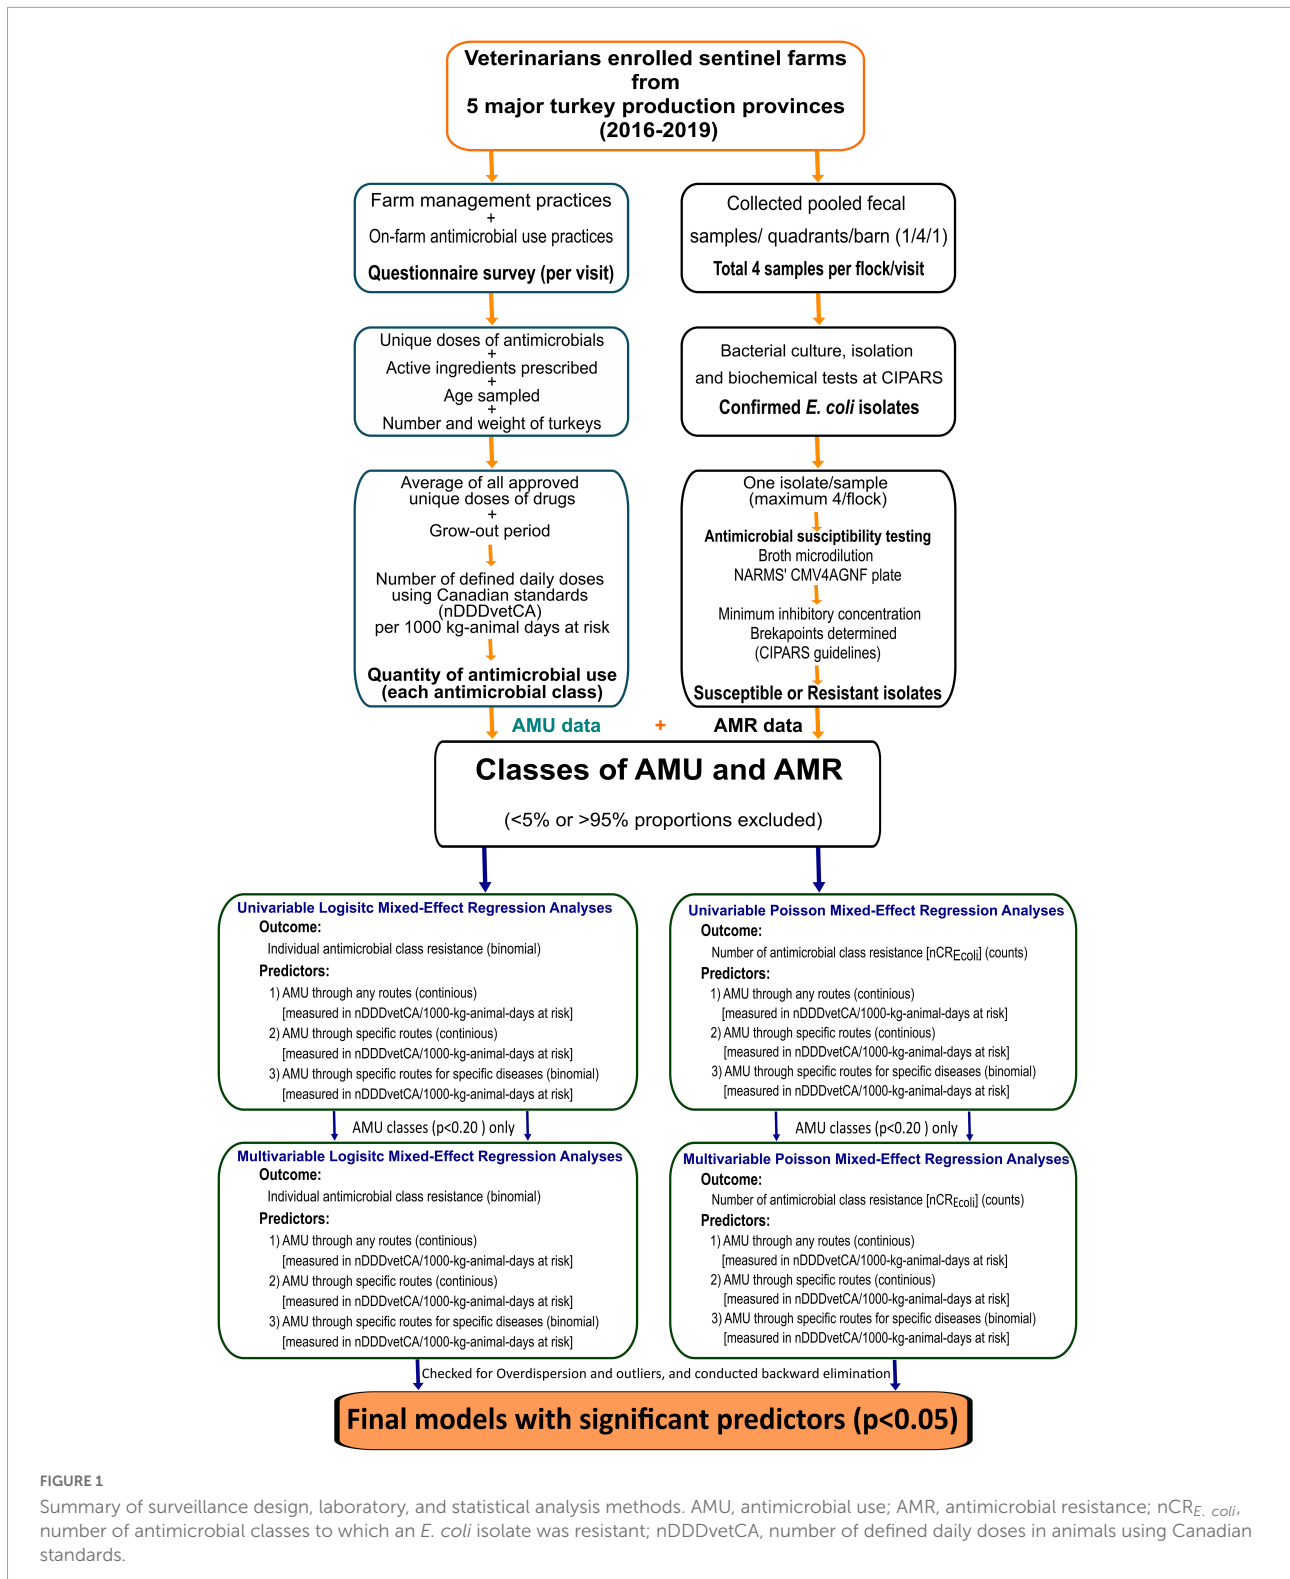 Veterinarians enrolled sentinel farms
from
5 major turkey production provinces
(2016-2019)
Farm management practices
+
On-farm antimicrobial use practices
Questionnaire survey (per visit)
Collected pooled fecal
samples/ quadrants/barn (1/4/1)
Total 4 samples per flock/visit
Unique doses of antimicrobials
+
Active ingredients prescribed
+
Age sampled
+
Number and weight of turkeys
Bacterial culture, isolation
and biochemical tests at CIPARS
Confirmed E. coli isolates
Average of all approved
unique doses of drugs
+
Grow-out period
Number of defined daily doses
using Canadian standards
(nDDDvetCA)
per 1000 kg-animal days at risk
Quantity of antimicrobial use
(each antimicrobial class)
One isolate/sample
(maximum 4/flock)
Antimicrobial susciptibility testing
Broth microdilution
NARMS' CMV4AGNF plate
Minimum inhibitory concentration
Brekapoints determined
(CIPARS guidelines)
Susceptible or Resistant isolates
AMU data + AMR data
Classes of AMU and AMR
(<5% or >95% proportions excluded)
Univariable Logisitc Mixed-Effect Regression Analyses
Outcome:
Individual antimicrobial class resistance (binomial)
Predictors:
1) AMU through any routes (continious)
[measured in nDDDvetCA/1000-kg-animal-days at risk]
2) AMU through specific routes (continious)
[measured in nDDDvetCA/1000-kg-animal-days at risk]
3) AMU through specific routes for specific diseases (binomial)
[measured in nDDDvetCA/1000-kg-animal-days at risk]
Univariable Poisson Mixed-Effect Regression Analyses
Outcome:
Number of antimicrobial class resistance [nCREcoli] (counts)
Predictors:
1) AMU through any routes (continious)
[measured in nDDDvetCA/1000-kg-animal-days at risk]
2) AMU through specific routes (continious)
[measured in nDDDvetCA/1000-kg-animal-days at risk]
3) AMU through specific routes for specific diseases (binomial)
[measured in nDDDvetCA/1000-kg-animal-days at risk]
AMU classes (p<0.20 ) only
AMU classes (p<0.20 ) only
Multivariable Logisitc Mixed-Effect Regression Analyses
Outcome:
Individual antimicrobial class resistance (binomial)
Predictors:
1) AMU through any routes (continious)
[measured in nDDDvetCA/1000-kg-animal-days at risk]
2) AMU through specific routes (continious)
[measured in nDDDvetCA/1000-kg-animal-days at risk]
3) AMU through specific routes for specific diseases (binomial)
[measured in nDDDvetCA/1000-kg-animal-days at risk]
Multivariable Poisson Mixed-Effect Regression Analyses
Outcome:
Number of antimicrobial class resistance [nCREcoli] (counts)
Predictors:
1) AMU through any routes (continious)
[measured in nDDDvetCA/1000-kg-animal-days at risk]
2) AMU through specific routes (continious)
[measured in nDDDvetCA/1000-kg-animal-days at risk]
3) AMU through specific routes for specific diseases (binomial)
[measured in nDDDvetCA/1000-kg-animal-days at risk]
Checked for Overdispersion and outliers, and conducted backward elimination
Final models with significant predictors (p<0.05)
FIGURE 1
Summary of surveillance design, laboratory, and statistical analysis methods. AMU, antimicrobial use; AMR, antimicrobial resistance; nCRE. coli,
number of antimicrobial classes to which an E. coli isolate was resistant; nDDDvetCA, number of defined daily doses in animals using Canadian
standards.